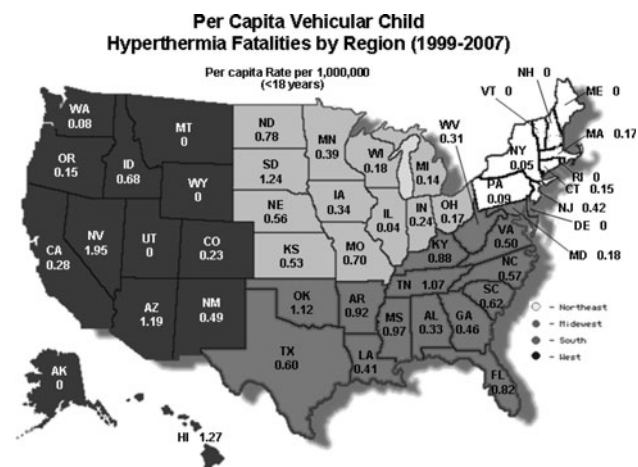 Per Capita Vehicular Child
Hyperthermia Fatalities by Region (1999-2007)
Per capita Rate per 1,000,000
(<18 years)
NH 0
VT 0
ME 0
WA
0.08
MT
0
ND
0.78
MN
0.39
WV
0.31
MA 0.17
OR
0.15
ID
0.68
SD
1.24
WI
0.18
MI
0.14
NY
0.05
RI 0
CT 0.15
WY
0
NE
0.56
IA
0.34
IL
0.04
IN
0.24
OH
0.17
PA
0.09
NJ 0.42
DE 0
MD 0.18
CA
0.28
NV
1.95
UT
0
CO
0.23
KS
0.53
MO
0.70
KY
0.88
VA
0.50
NC
0.57
AZ
1.19
NM
0.49
OK
1.12
AR
0.92
TN 1.07
SC
0.62
MS
0.97
AL
0.33
GA
0.46
TX
0.60
LA
0.41
FL
0.82
AK
0
HI 1.27
- Northeast
- Midwest
- South
- West